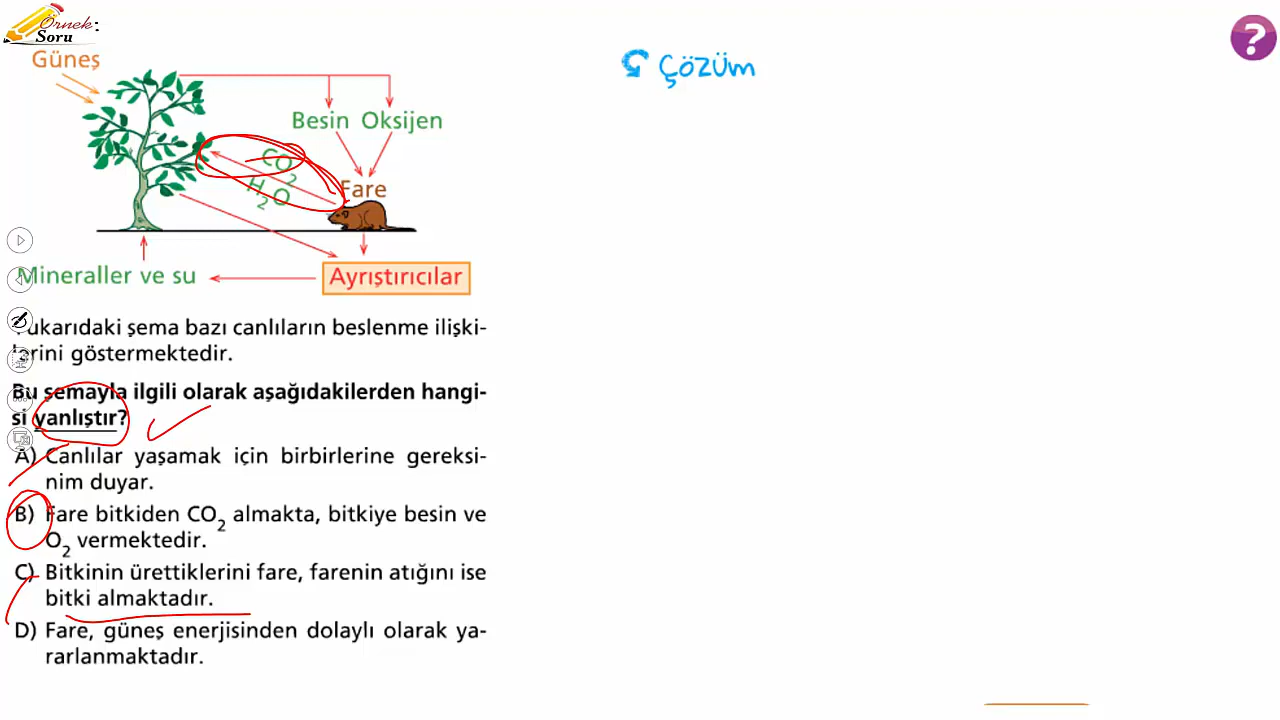 Örnek
Soru :
?
Güneş
Çözüm
Besin Oksijen
CO2
H2O
Fare
Mineraller ve su
Ayrıştırıcılar
Yukarıdaki şema bazı canlıların beslenme ilişki-
lerini göstermektedir.
Bu şemayla ilgili olarak aşağıdakilerden hangi-
si yanlıştır?
A) Canlılar yaşamak için birbirlerine gereksi-
nim duyar.
B) Fare bitkiden CO2 almakta, bitkiye besin ve
O2 vermektedir.
C) Bitkinin ürettiklerini fare, farenin atığını ise
bitki almaktadır.
D) Fare, güneş enerjisinden dolaylı olarak ya-
rarlanmaktadır.